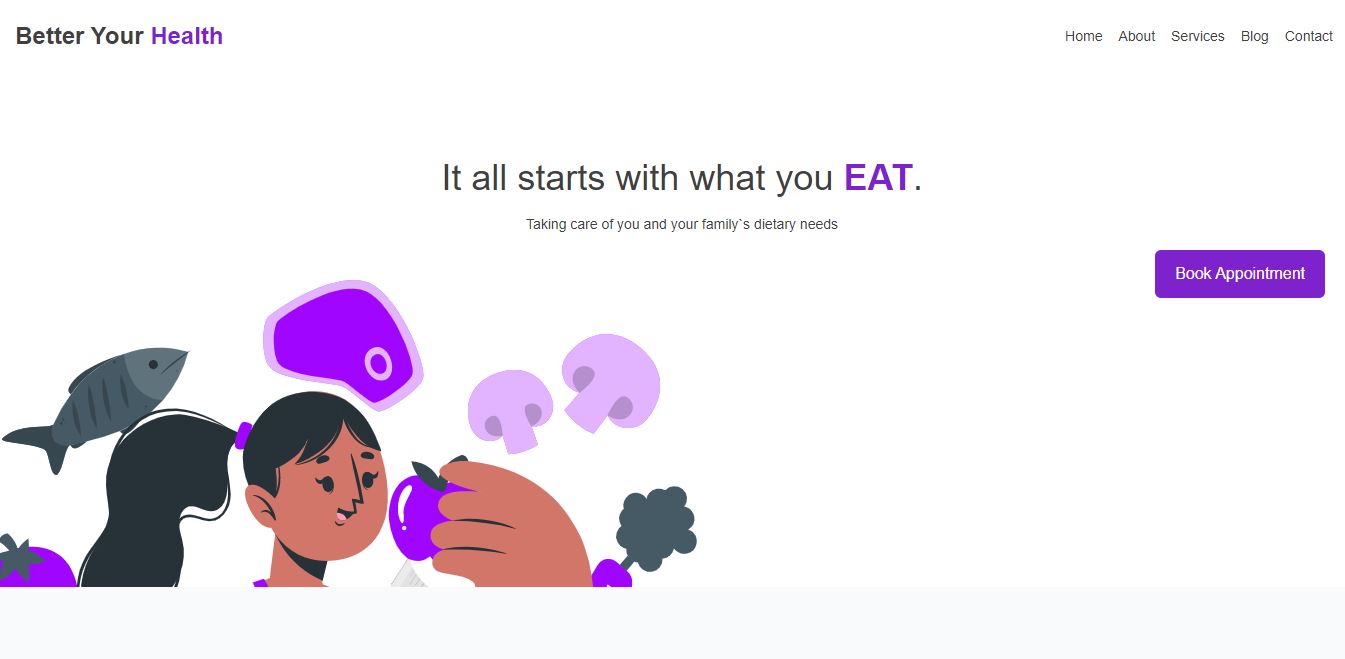 Better Your Health
Home About Services Blog Contact
It all starts with what you EAT.
Taking care of you and your family`s dietary needs
Book Appointment